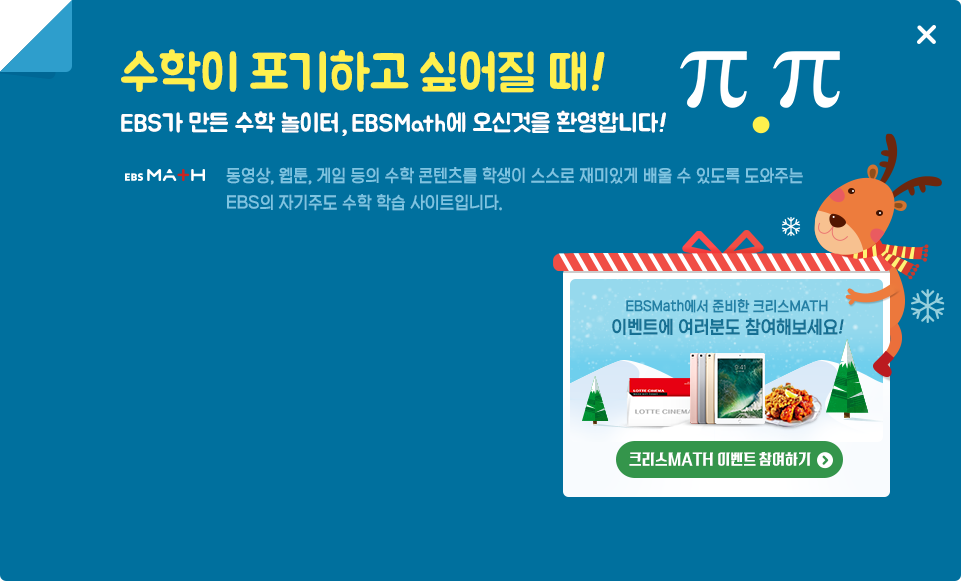 수학이 포기하고 싶어질 때!
π.π
EBS가 만든 수학 놀이터, EBSMath에 오신것을 환영합니다!
EBS MATH
동영상, 웹툰, 게임 등의 수학 콘텐츠를 학생이 스스로 재미있게 배울 수 있도록 도와주는
EBS의 자기주도 수학 학습 사이트입니다.
EBSMath에서 준비한 크리스MATH
이벤트에 여러분도 참여해보세요!
9:41
LOTTE CINEMA
LOTTE CINEMA
크리스MATH 이벤트 참여하기